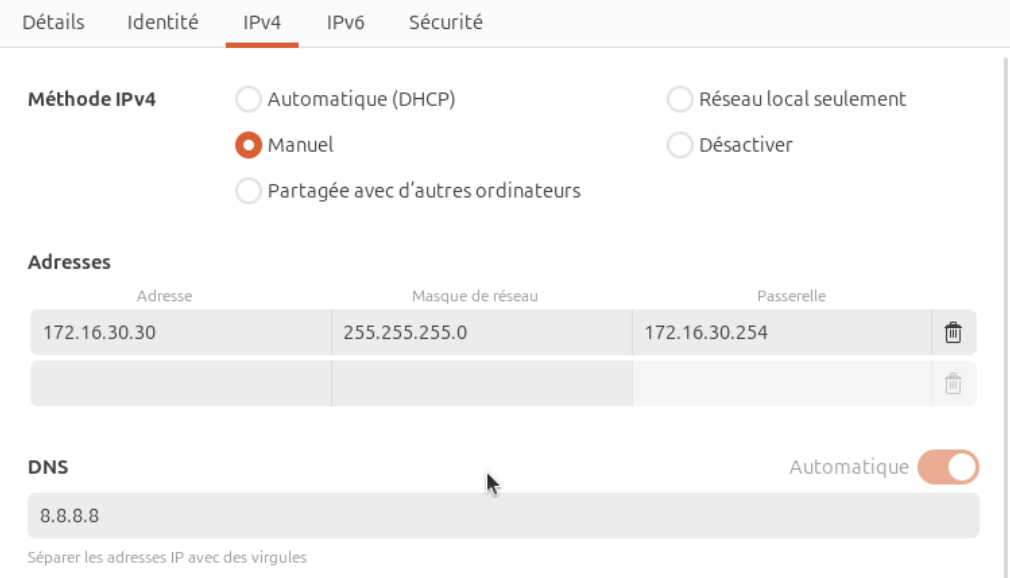 Détails Identité IPv4 IPv6 Sécurité
Méthode IPv4 Automatique (DHCP) Réseau local seulement
Manuel Désactiver
Partagée avec d'autres ordinateurs
Adresses
Adresse Masque de réseau Passerelle
172.16.30.30 255.255.255.0 172.16.30.254
DNS Automatique
8.8.8.8
Séparer les adresses IP avec des virgules